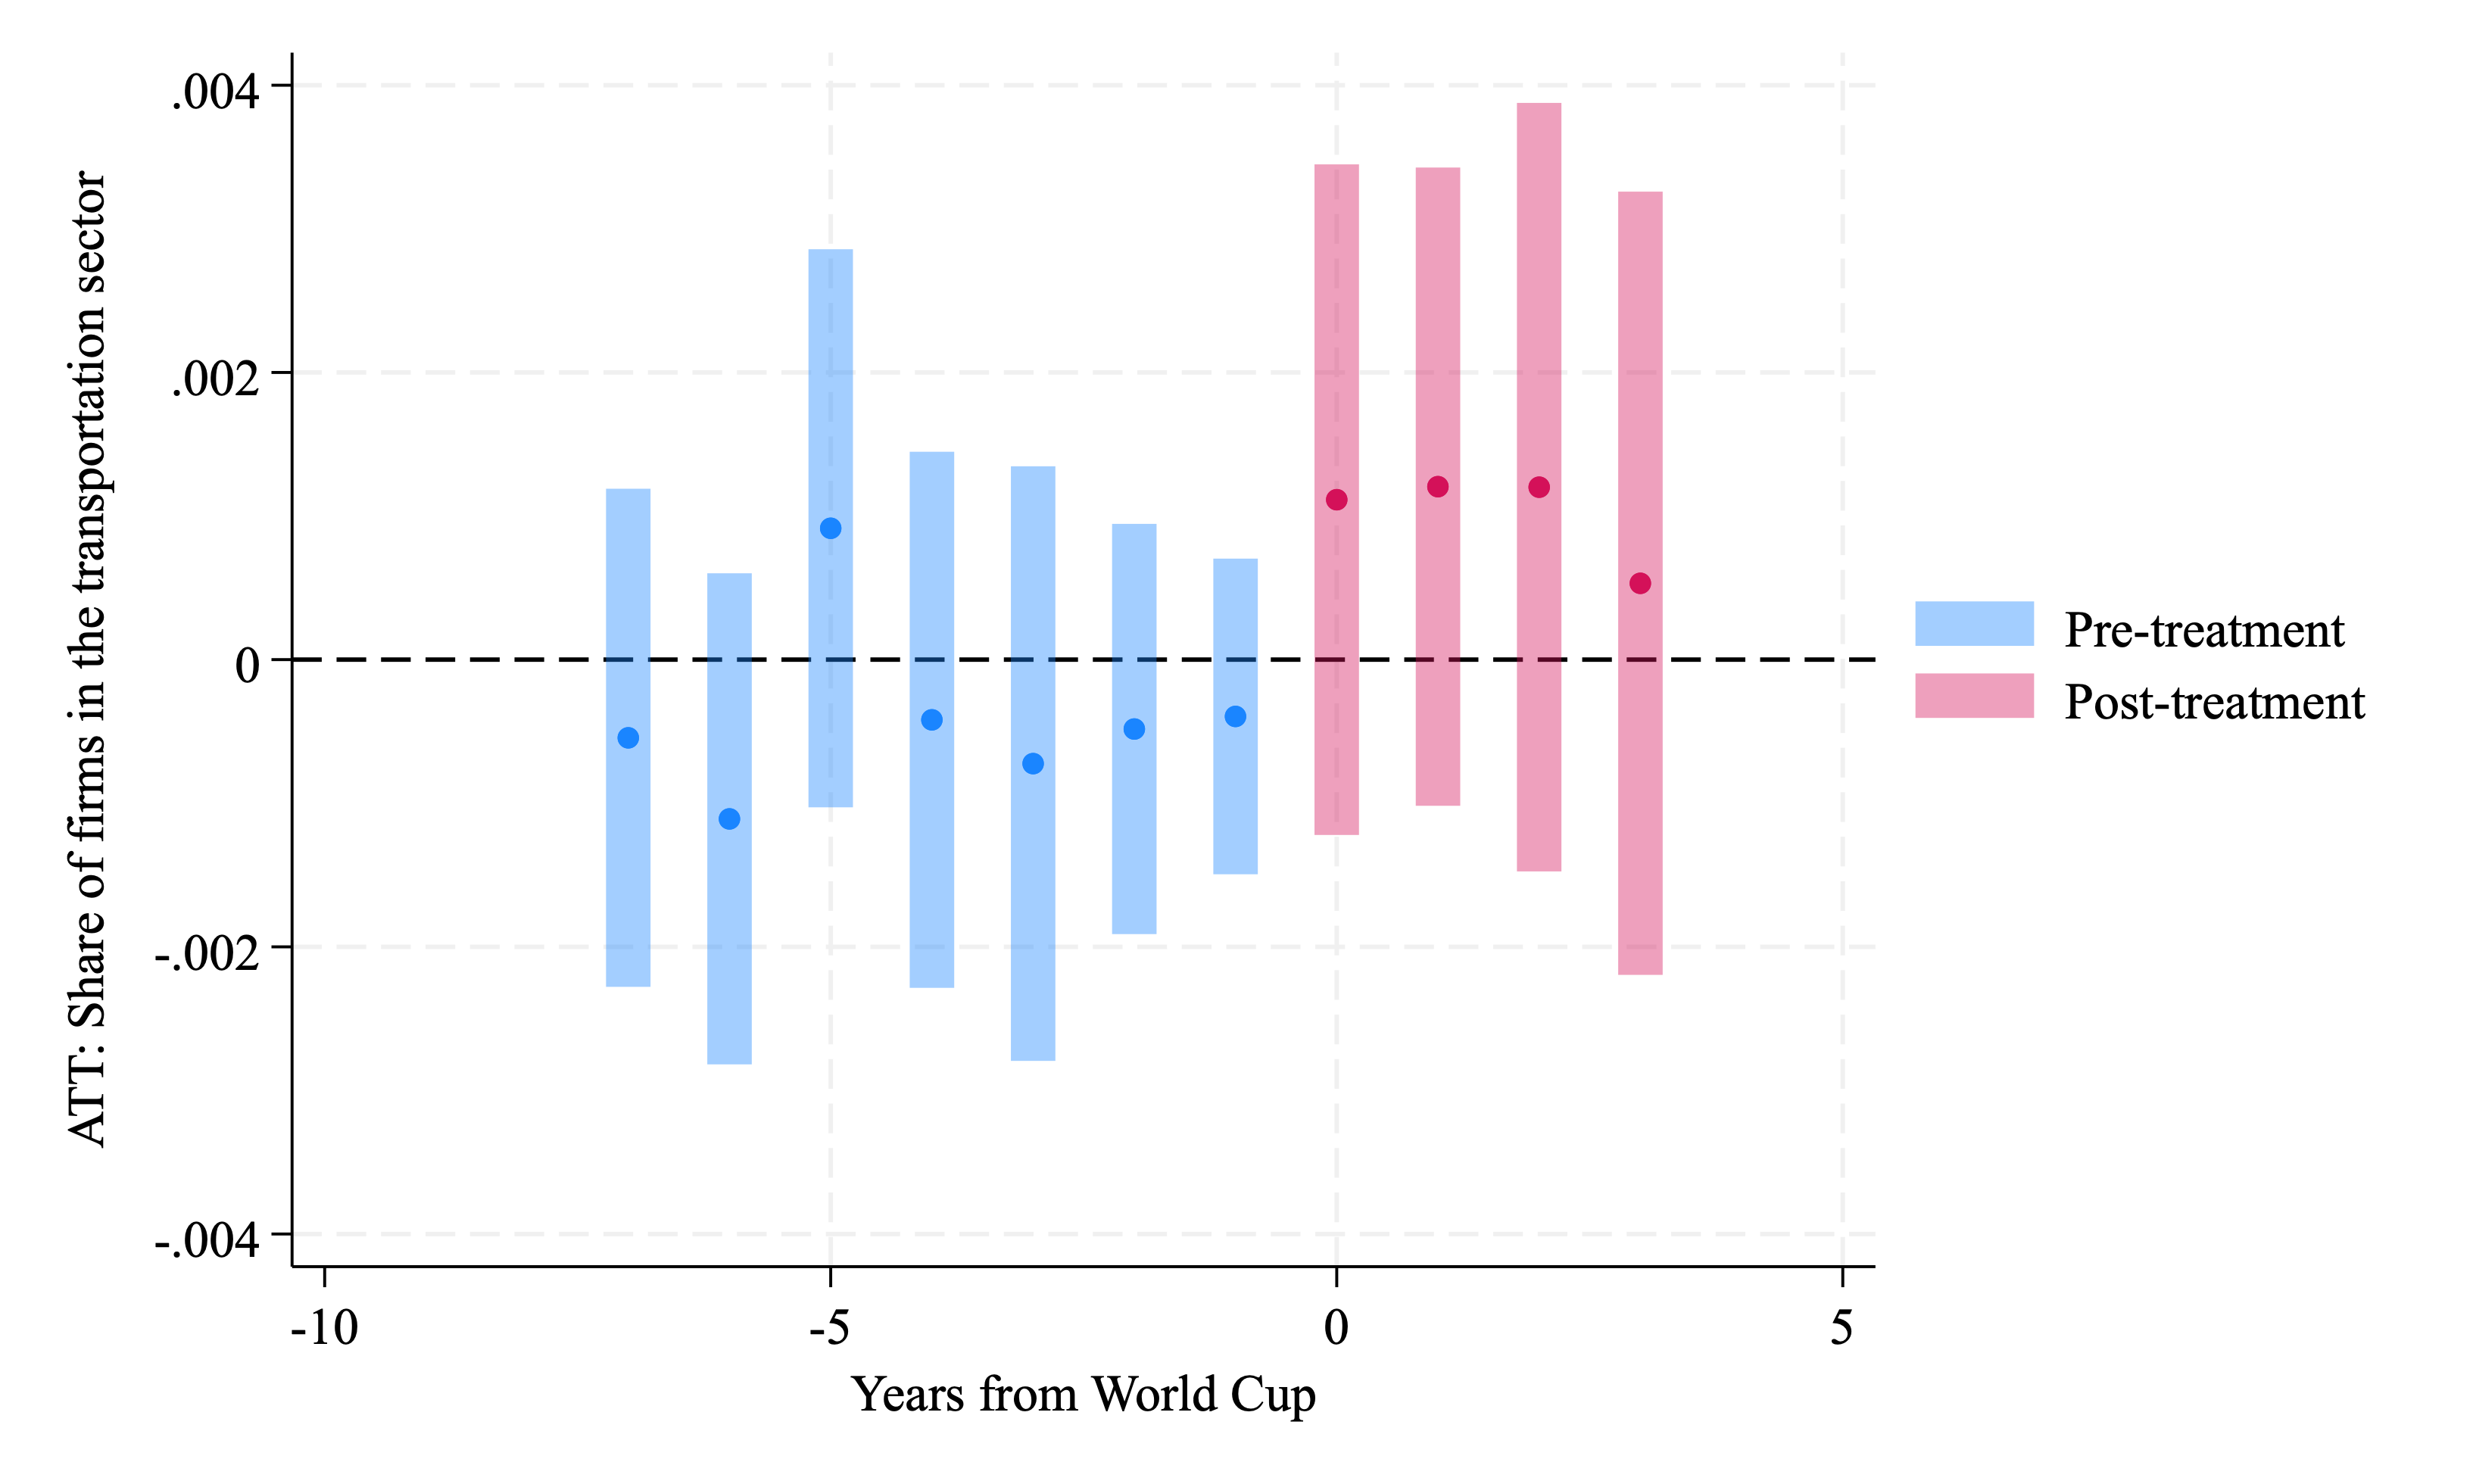 ATT: Share of firms in the transportation sector
.004
.002
0
-.002
-.004
-10
-5
0
5
Years from World Cup
Pre-treatment
Post-treatment